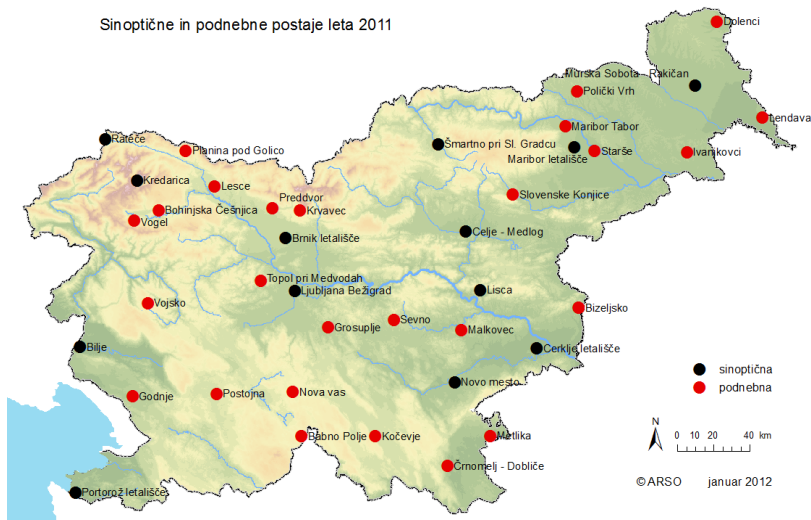 Sinoptične in podnebne postaje leta 2011
Dolenci
Murska Sobota - Rakičan
Polički Vrh
Lendava
Maribor Tabor
Rateče
Planina pod Golico
Šmartno pri Sl. Gradcu
Maribor letališče
Starše
Ivanjkovci
Kredarica
Lesce
Slovenske Konjice
Preddvor
Bohinjska Češnjica
Krvavec
Vogel
Brnik letališče
Celje - Medlog
Topol pri Medvodah
Ljubljana Bežigrad
Lisca
Vojsko
Bizeljsko
Sevno
Grosuplje
Malkovec
Bilje
Cerklje letališče
sinoptična
Novo mesto
podnebna
Godnje
Postojna
Nova vas
Babno Polje
Kočevje
Metlika
N
0 10 20 40 km
Črnomelj - Dobliče
©ARSO januar 2012
Portorož letališče